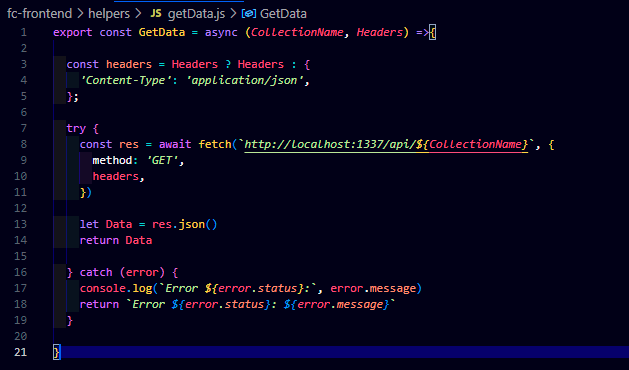 fc-frontend > helpers > JS getData.js > GetData
1 export const GetData = async (CollectionName, Headers) =>{
2
3 const headers = Headers ? Headers : {
4 'Content-Type': 'application/json',
5 };
6
7 try {
8 const res = await fetch(`http://localhost:1337/api/${CollectionName}`, {
9 method: 'GET',
10 headers,
11 })
12
13 let Data = res.json()
14 return Data
15
16 } catch (error) {
17 console.log(`Error ${error.status}:`, error.message)
18 return `Error ${error.status}: ${error.message}`
19 }
20
21 }